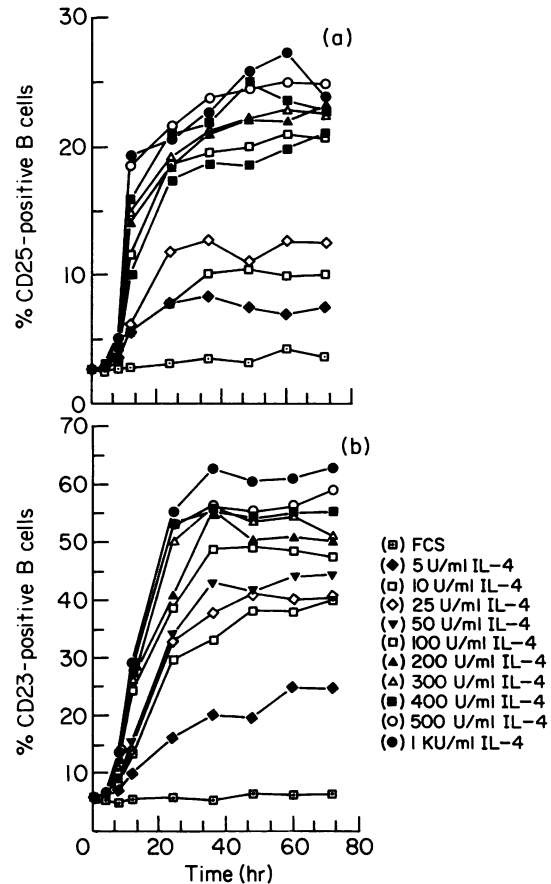 (a)
30
20
10
0
% CD25-positive B cells
(b)
70
60
50
40
30
20
10
% CD23-positive B cells
0 20 40 60 80
Time (hr)
(⊡) FCS
(◆) 5 U/ml IL-4
(□) 10 U/ml IL-4
(◇) 25 U/ml IL-4
(▼) 50 U/ml IL-4
(□) 100 U/ml IL-4
(▲) 200 U/ml IL-4
(△) 300 U/ml IL-4
(■) 400 U/ml IL-4
(○) 500 U/ml IL-4
(●) 1 KU/ml IL-4